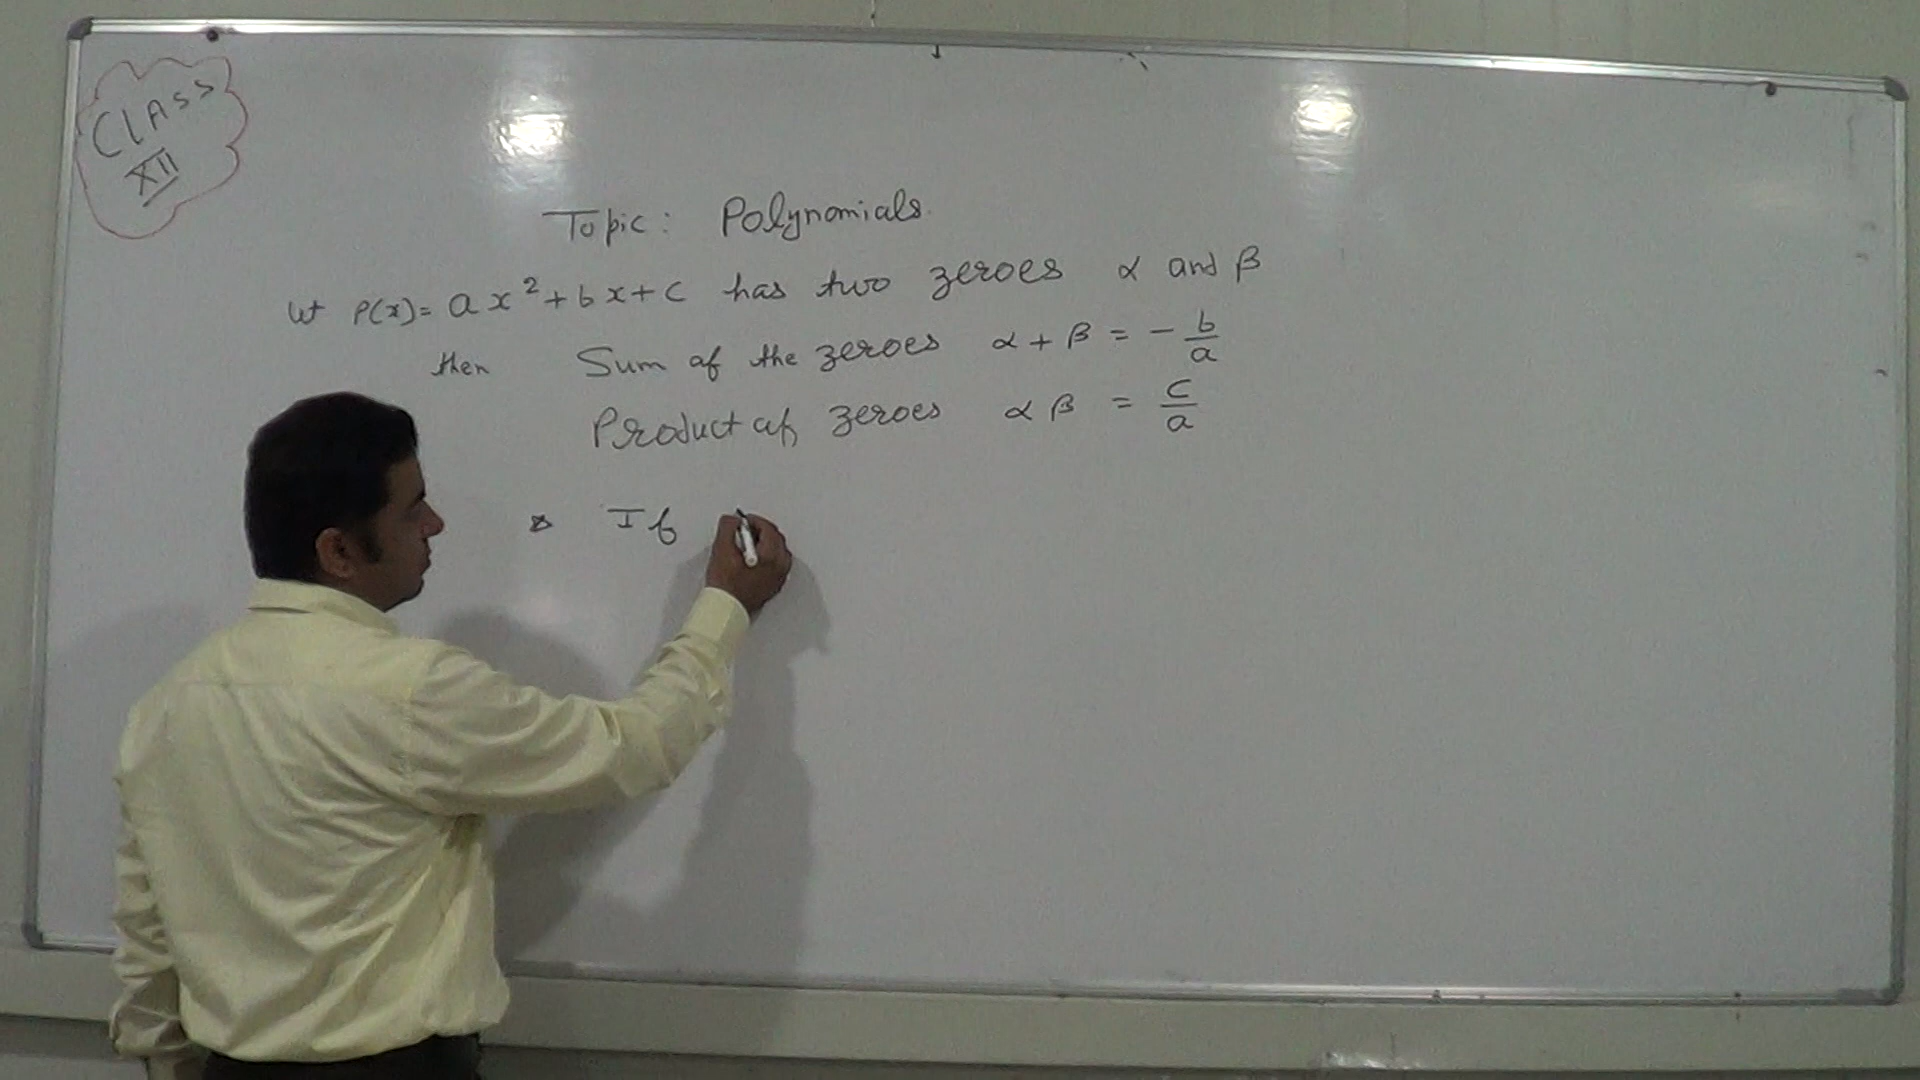 CLASS
XII
Topic: Polynomials.
let P(x) = ax² + bx + c has two zeroes α and β
then Sum of the zeroes α + β = - b/a
Product of zeroes α β = c/a
* If